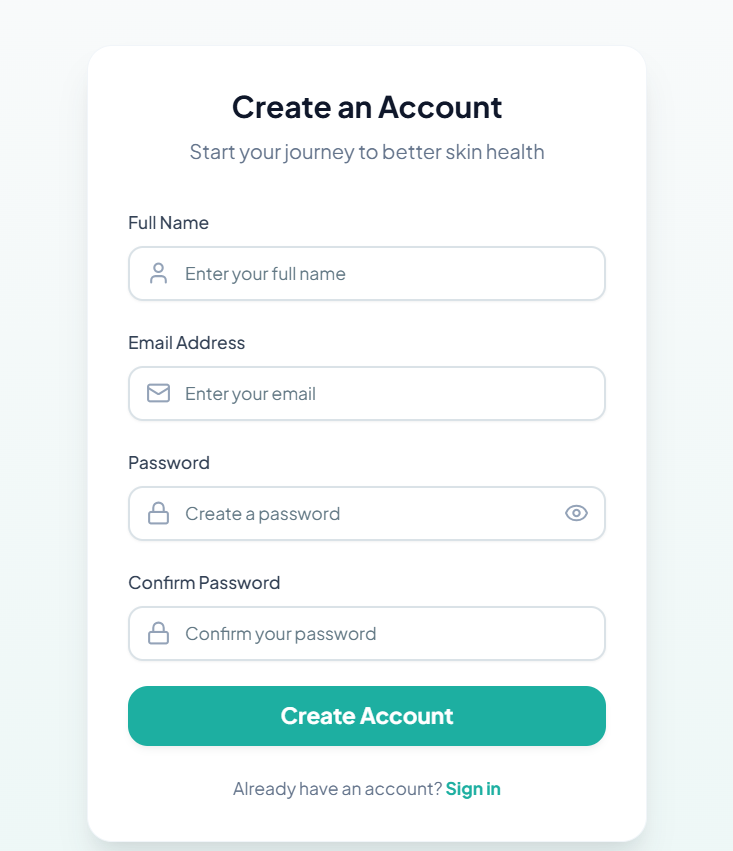 Create an Account
Start your journey to better skin health
Full Name
Enter your full name
Email Address
Enter your email
Password
Create a password
Confirm Password
Confirm your password
Create Account
Already have an account? Sign in